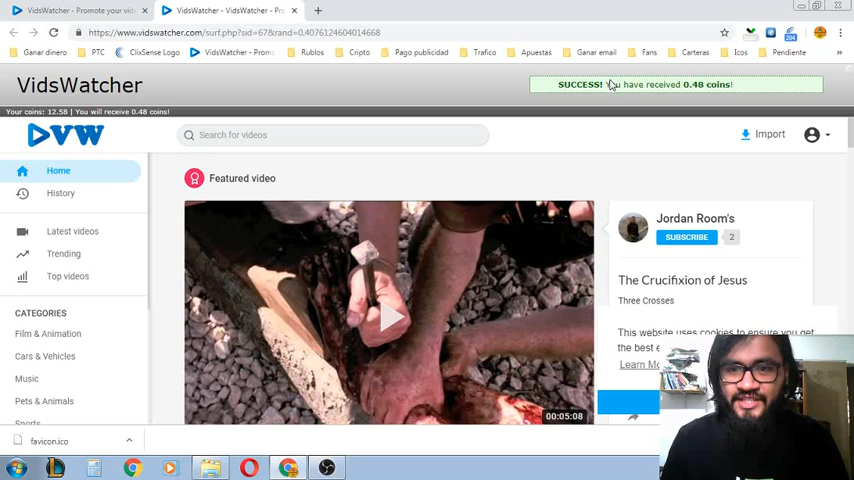 VidsWatcher - Promote your video
VidsWatcher - VidsWatcher - Pro
https://www.vidswatcher.com/surf.php?sid=67&rand=0.4076124604014668
204
Ganar dinero
PTC
ClixSense Logo
VidsWatcher - Promo
Rublos
Cripto
Pago publicidad
Trafico
Apuestas
Ganar email
Fans
Carteras
Icos
Pendiente
VidsWatcher
SUCCESS! You have received 0.48 coins!
Your coins: 12.58 | You will receive 0.48 coins!
VW
Search for videos
Import
Home
History
Latest videos
Trending
Top videos
CATEGORIES
Film & Animation
Cars & Vehicles
Music
Pets & Animals
Sports
Featured video
00:05:08
Jordan Room's
SUBSCRIBE
2
The Crucifixion of Jesus
Three Crosses
This website uses cookies to ensure you get
the best e
Learn Mo
favicon.ico